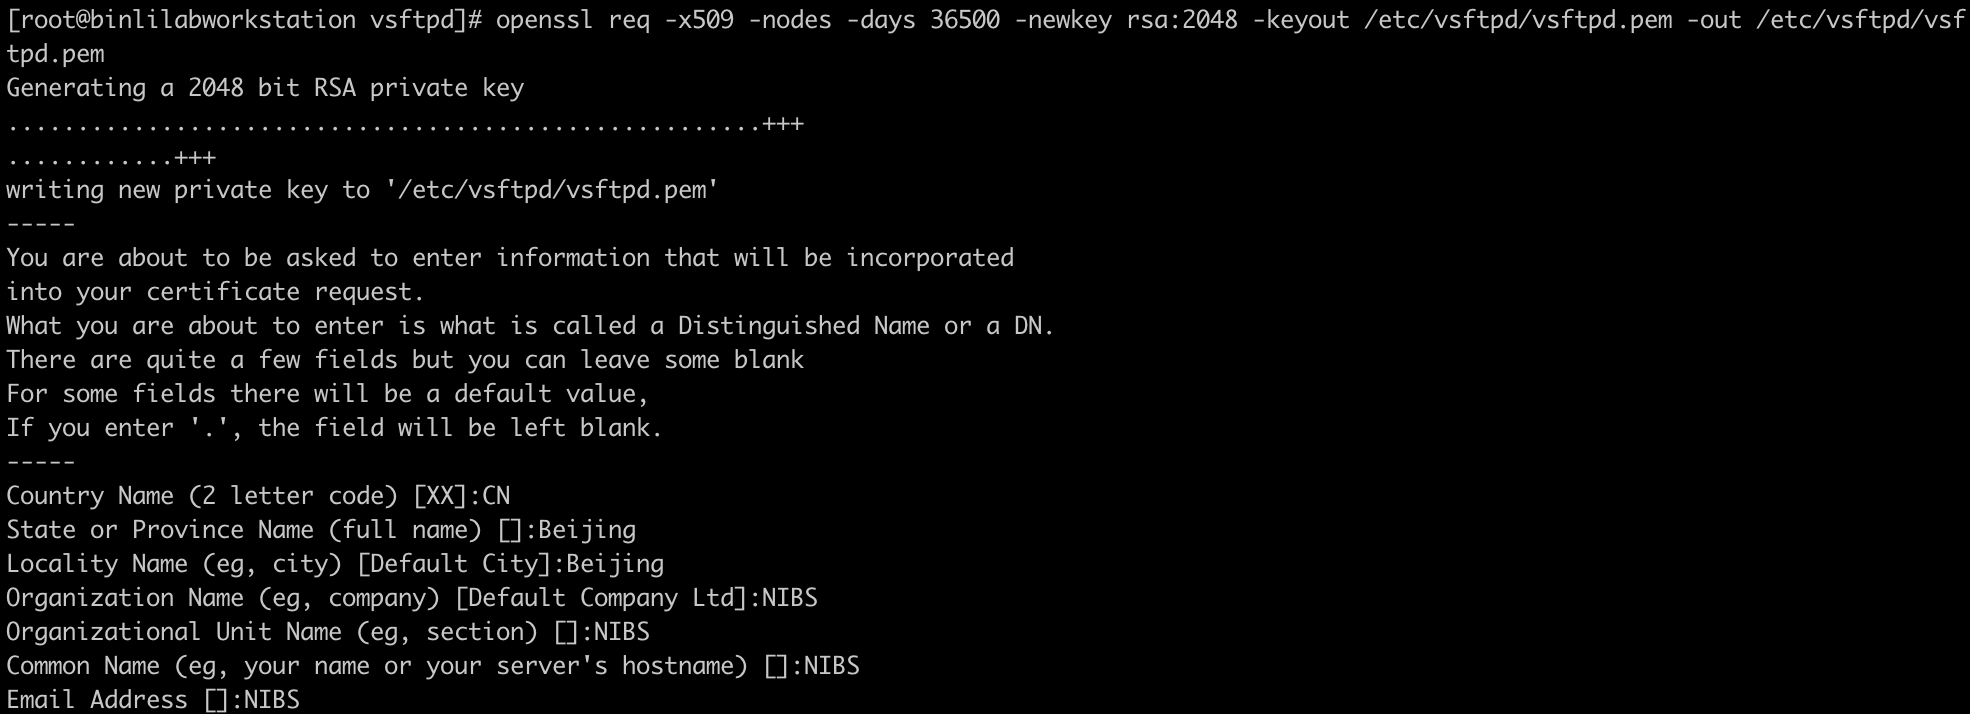 [root@binlilabworkstation vsftpd]# openssl req -x509 -nodes -days 36500 -newkey rsa:2048 -keyout /etc/vsftpd/vsftpd.pem -out /etc/vsftpd/vsf
tpd.pem
Generating a 2048 bit RSA private key
......................................................+++
............+++
writing new private key to '/etc/vsftpd/vsftpd.pem'
-----
You are about to be asked to enter information that will be incorporated
into your certificate request.
What you are about to enter is what is called a Distinguished Name or a DN.
There are quite a few fields but you can leave some blank
For some fields there will be a default value,
If you enter '.', the field will be left blank.
-----
Country Name (2 letter code) [XX]:CN
State or Province Name (full name) []:Beijing
Locality Name (eg, city) [Default City]:Beijing
Organization Name (eg, company) [Default Company Ltd]:NIBS
Organizational Unit Name (eg, section) []:NIBS
Common Name (eg, your name or your server's hostname) []:NIBS
Email Address []:NIBS